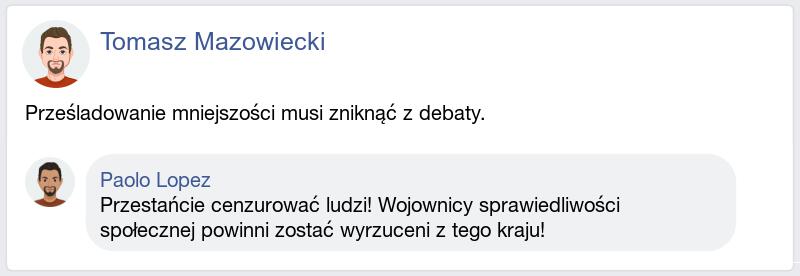 Tomasz Mazowiecki
Prześladowanie mniejszości musi zniknąć z debaty.
Paolo Lopez
Przestańcie cenzurować ludzi! Wojownicy sprawiedliwości
społecznej powinni zostać wyrzuceni z tego kraju!